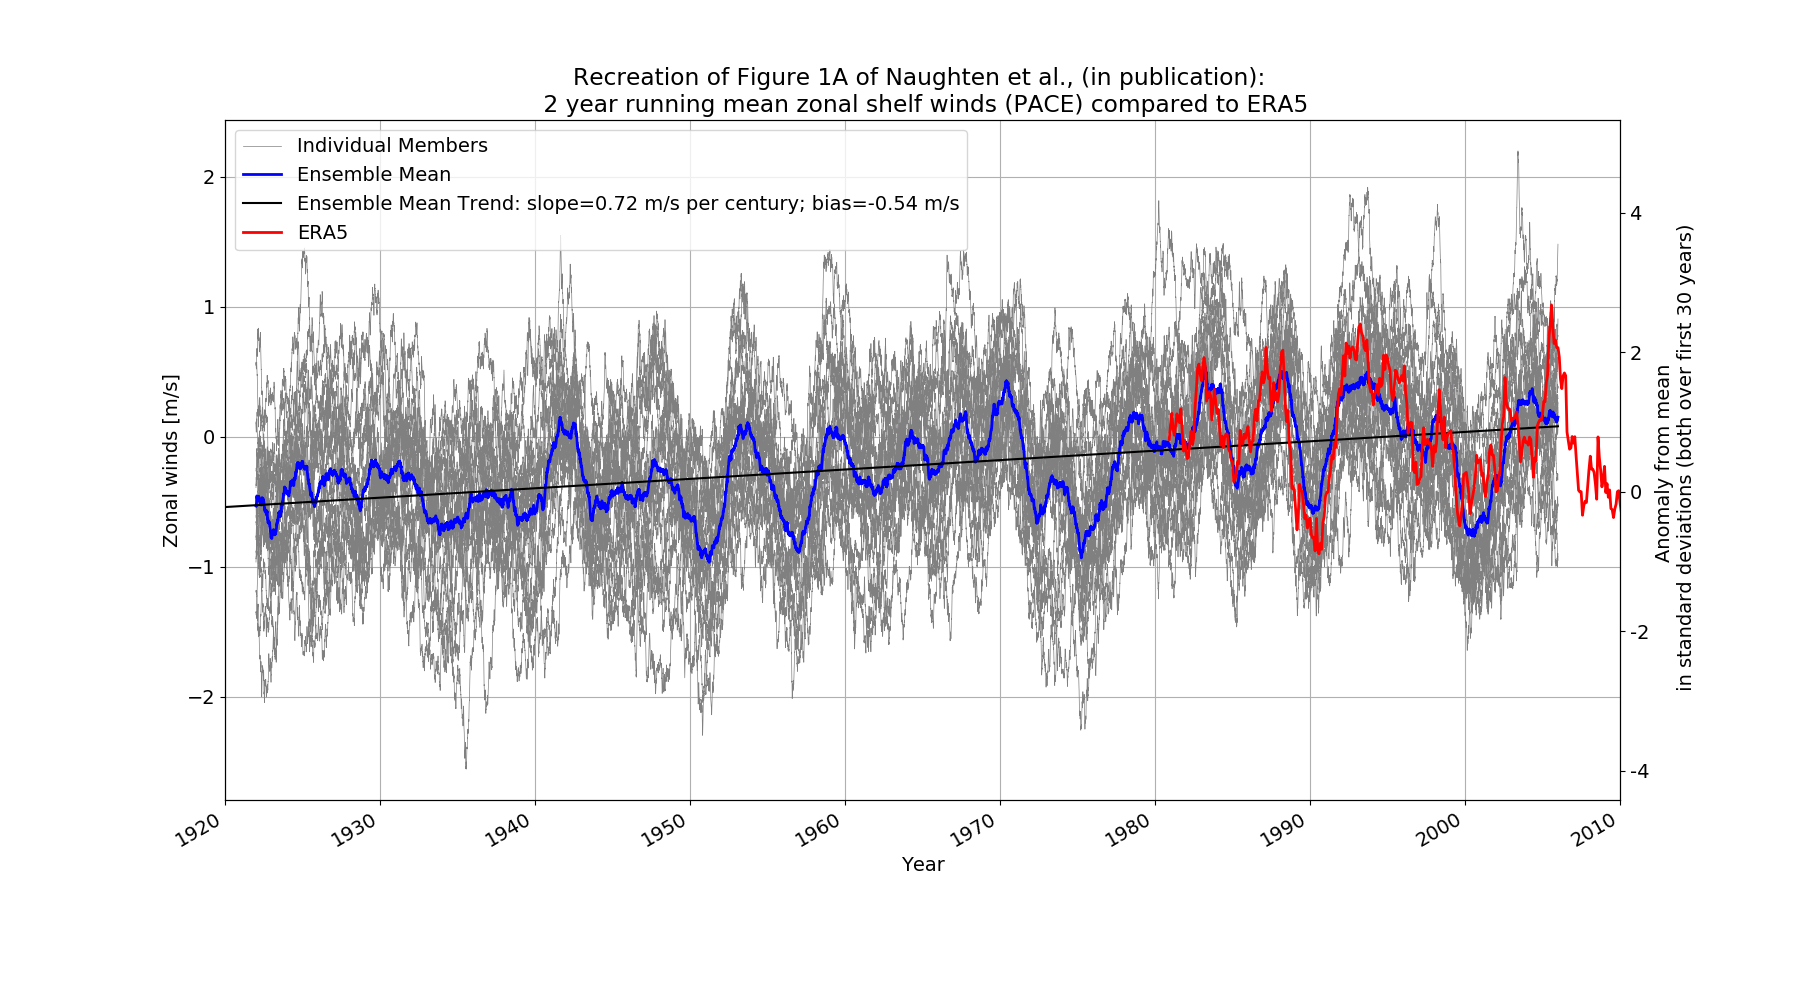 Recreation of Figure 1A of Naughten et al., (in publication):
2 year running mean zonal shelf winds (PACE) compared to ERA5
Individual Members
Ensemble Mean
Ensemble Mean Trend: slope=0.72 m/s per century; bias=-0.54 m/s
ERA5
Zonal winds [m/s]
2
1
0
−1
−2
4
2
0
-2
-4
Anomaly from mean
in standard deviations (both over first 30 years)
1920
1930
1940
1950
1960
1970
1980
1990
2000
2010
Year